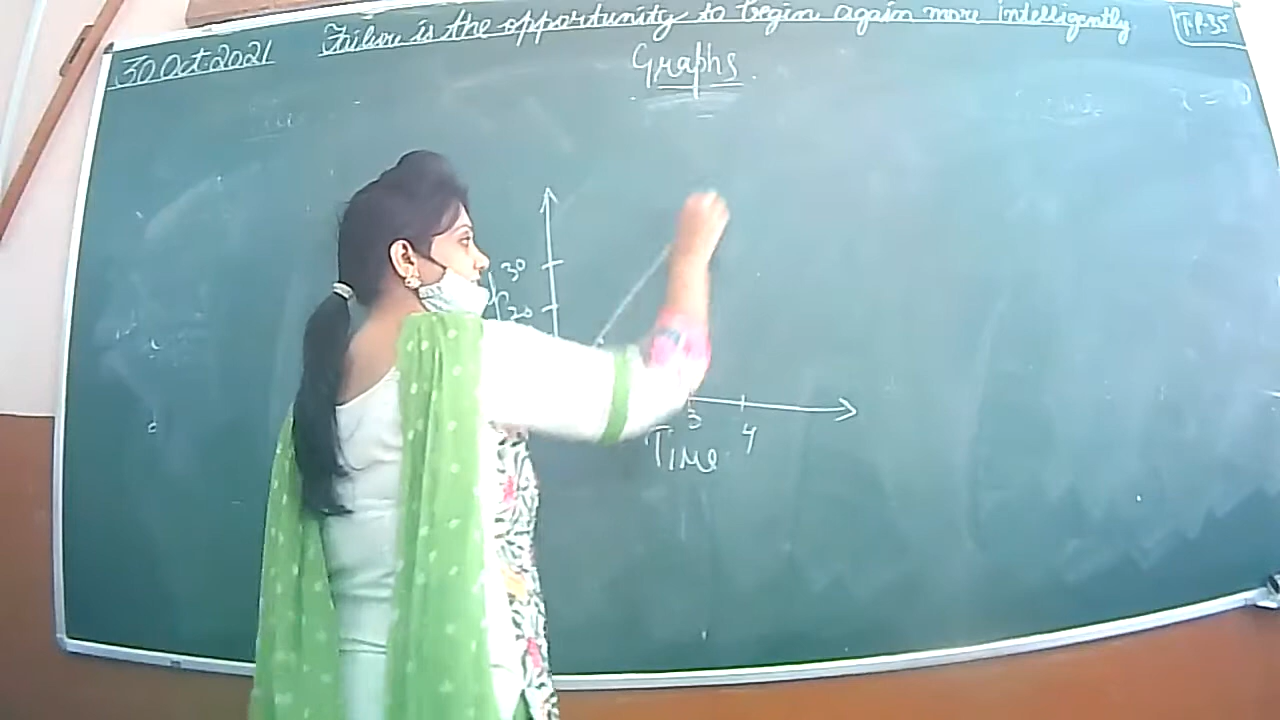 Failure is the opportunity to begin again more intelligently
30 Oct. 2021
Graphs.
30
20
3
4
Time